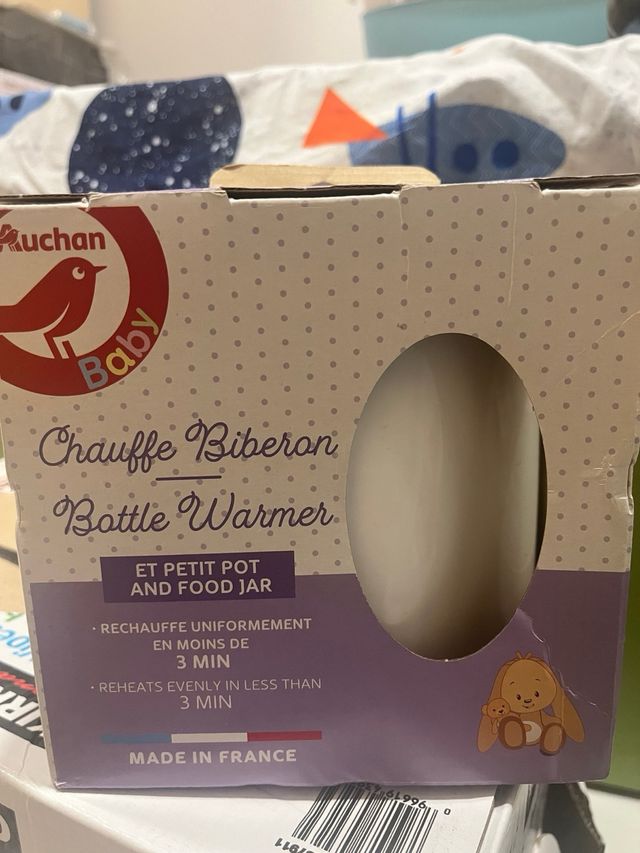 Auchan
Baby
Chauffe Biberon
Bottle Warmer
ET PETIT POT
AND FOOD JAR
• RECHAUFFE UNIFORMEMENT
EN MOINS DE
3 MIN
• REHEATS EVENLY IN LESS THAN
3 MIN
MADE IN FRANCE